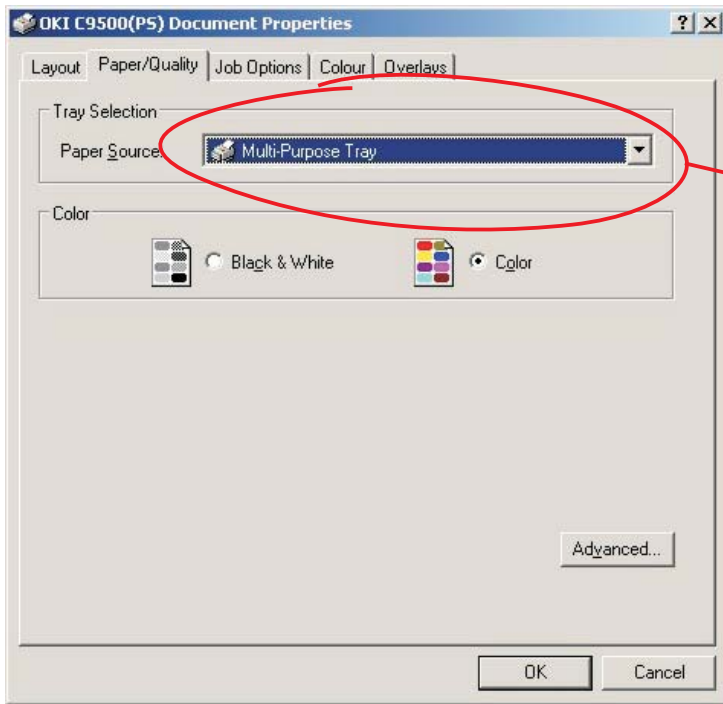 OKI C9500(PS) Document Properties ? X
Layout Paper/Quality Job Options Colour Overlays
Tray Selection
Paper Source: Multi-Purpose Tray
Color
Black & White Color
Advanced...
OK Cancel